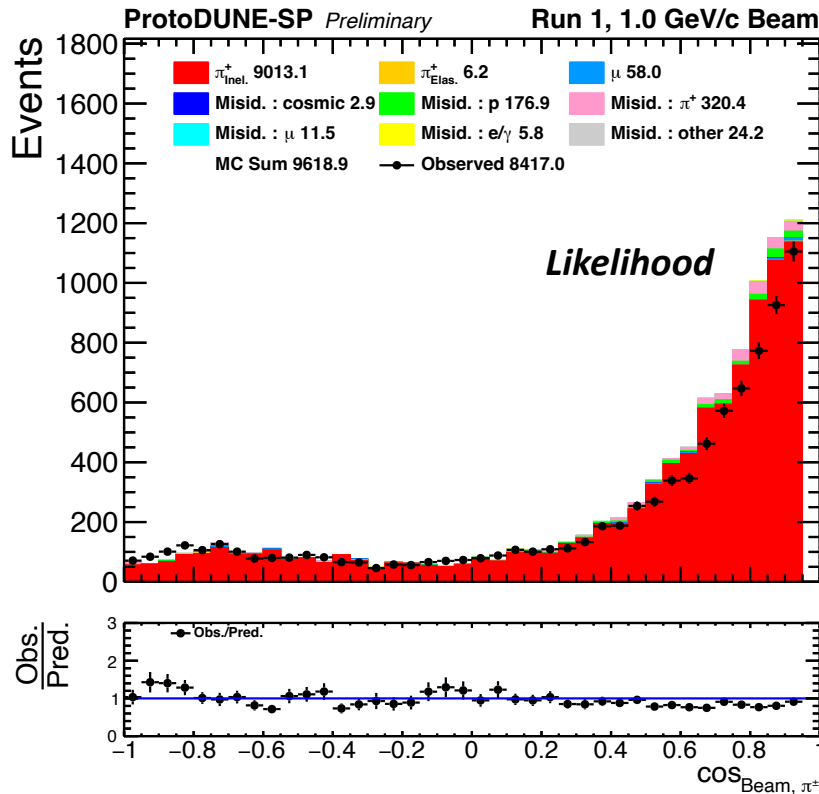 ProtoDUNE-SP Preliminary Run 1, 1.0 GeV/c Beam
Events
1800
1600
1400
1200
1000
800
600
400
200
0
π⁺Inel. 9013.1 π⁺Elas. 6.2 μ 58.0
Misid. : cosmic 2.9 Misid. : p 176.9 Misid. : π⁺ 320.4
Misid. : μ 11.5 Misid. : e/γ 5.8 Misid. : other 24.2
MC Sum 9618.9 Observed 8417.0
Likelihood
Obs.
Pred.
3
2
1
0
Obs./Pred.
−1 −0.8 −0.6 −0.4 −0.2 0 0.2 0.4 0.6 0.8 1
cosBeam, π±